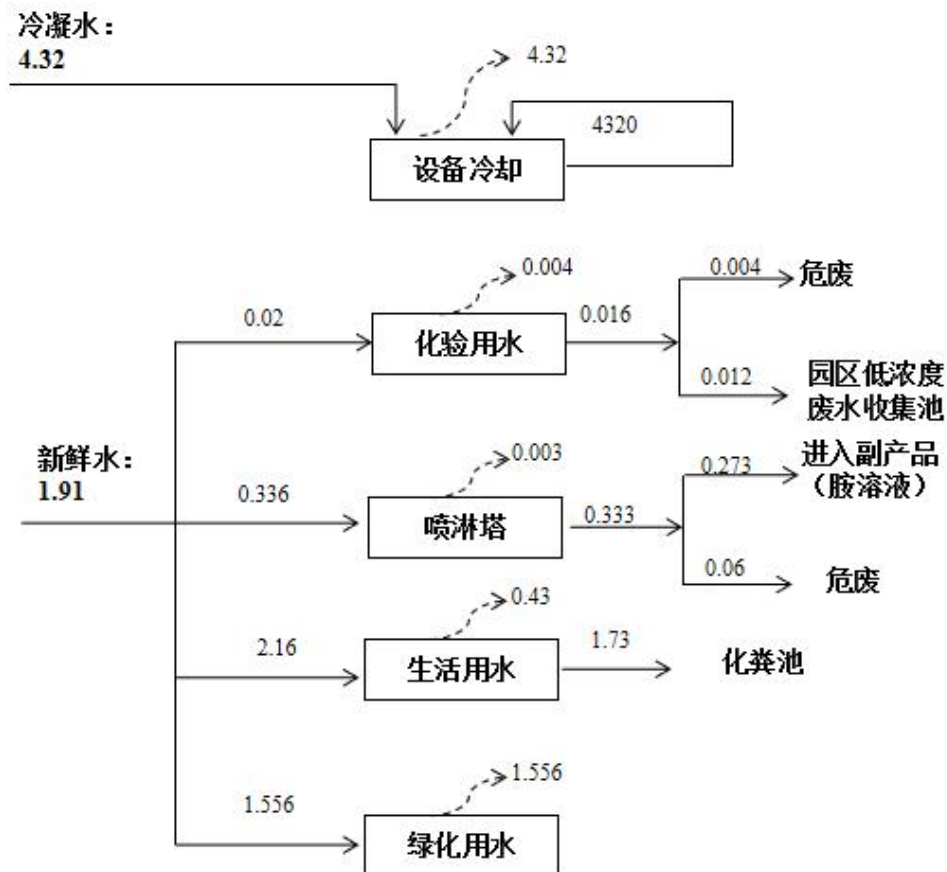 冷凝水：
4.32
4.32
4320
设备冷却
0.004
0.004
危废
0.02
化验用水
0.016
0.012
园区低浓度
废水收集池
新鲜水：
1.91
0.003
0.273
进入副产品
（胺溶液）
0.336
喷淋塔
0.333
0.06
危废
0.43
2.16
生活用水
1.73
化粪池
1.556
1.556
绿化用水